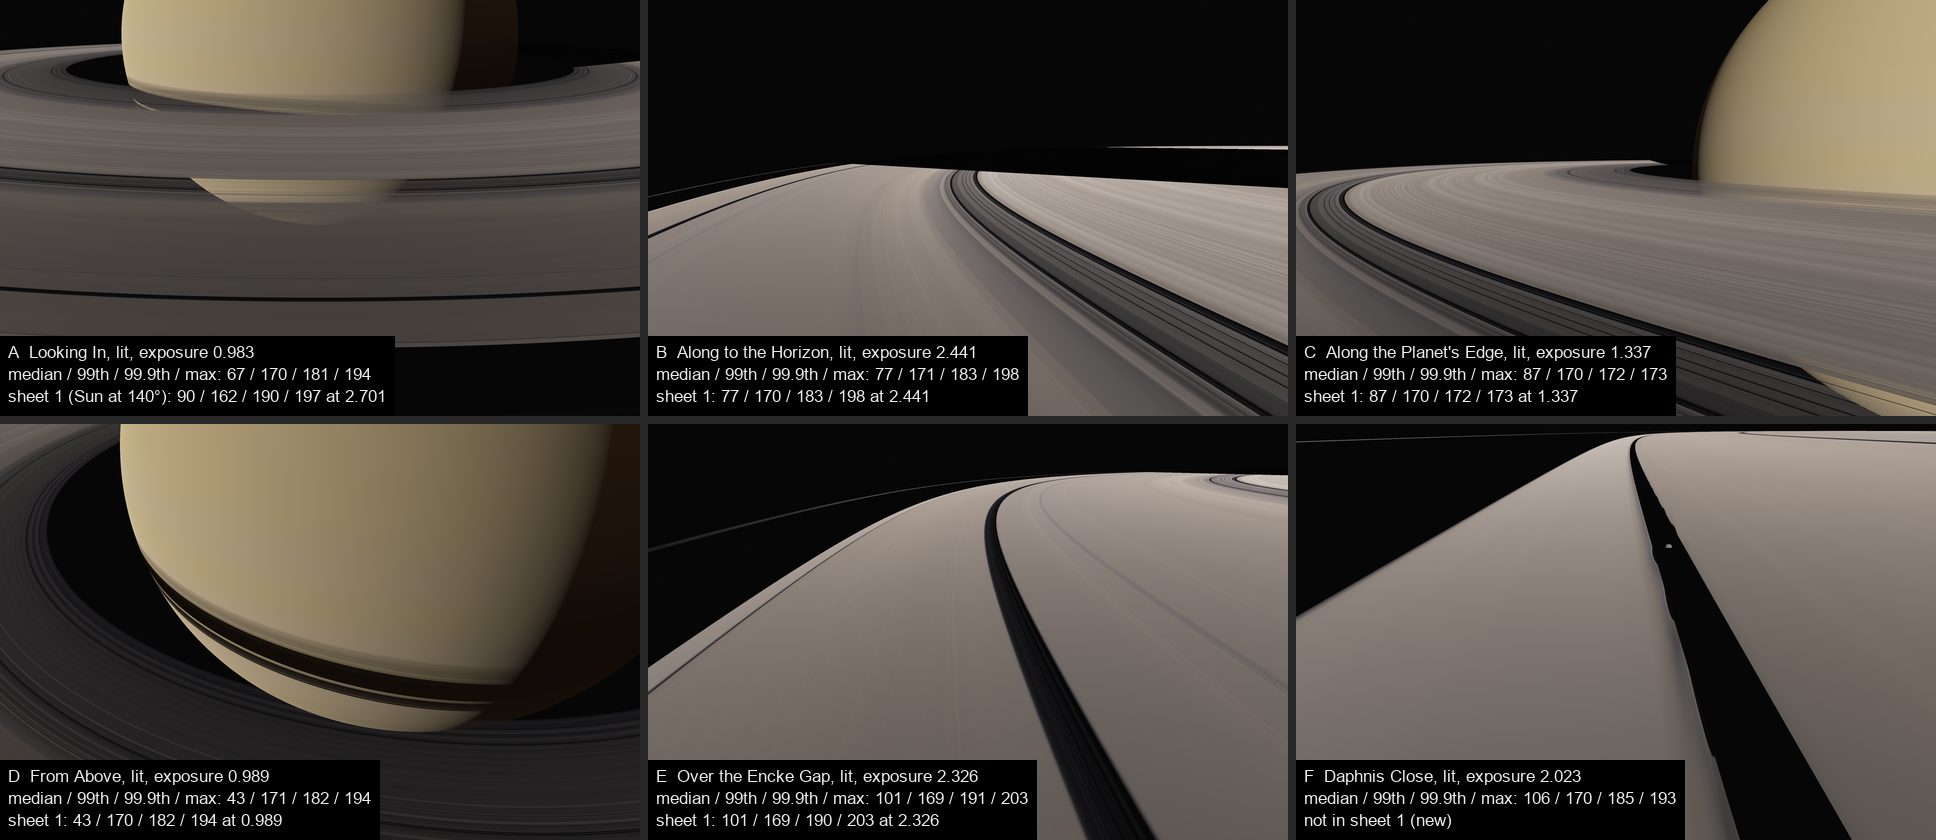 A Looking In, lit, exposure 0.983
median / 99th / 99.9th / max: 67 / 170 / 181 / 194
sheet 1 (Sun at 140°): 90 / 162 / 190 / 197 at 2.701
B Along to the Horizon, lit, exposure 2.441
median / 99th / 99.9th / max: 77 / 171 / 183 / 198
sheet 1: 77 / 170 / 183 / 198 at 2.441
C Along the Planet's Edge, lit, exposure 1.337
median / 99th / 99.9th / max: 87 / 170 / 172 / 173
sheet 1: 87 / 170 / 172 / 173 at 1.337
D From Above, lit, exposure 0.989
median / 99th / 99.9th / max: 43 / 171 / 182 / 194
sheet 1: 43 / 170 / 182 / 194 at 0.989
E Over the Encke Gap, lit, exposure 2.326
median / 99th / 99.9th / max: 101 / 169 / 191 / 203
sheet 1: 101 / 169 / 190 / 203 at 2.326
F Daphnis Close, lit, exposure 2.023
median / 99th / 99.9th / max: 106 / 170 / 185 / 193
not in sheet 1 (new)